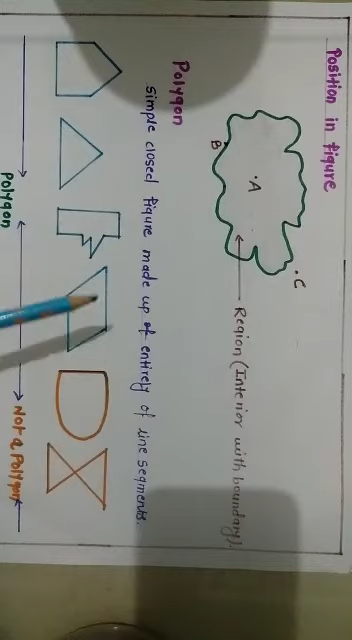 Position in figure
A
B
C
Region (Interior with boundary).
Polygon
simple closed figure made up of entirely of line segments.
Polygon
Not a Polygon